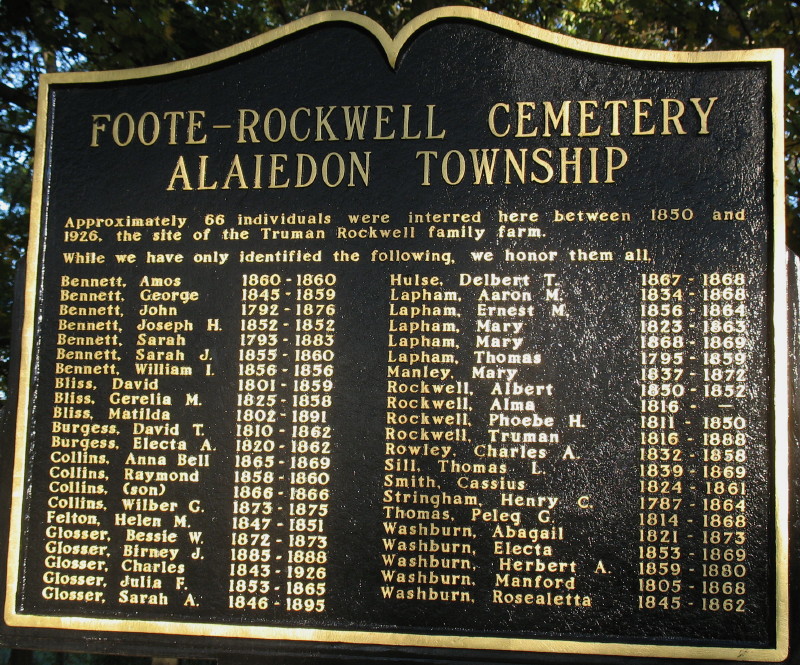 FOOTE-ROCKWELL CEMETERY
ALAIEDON TOWNSHIP
Approximately 66 individuals were interred here between 1850 and
1926, the site of the Truman Rockwell family farm.
While we have only identified the following, we honor them all.
Bennett, Amos 1860-1860
Bennett, George 1845-1859
Bennett, John 1792-1876
Bennett, Joseph H. 1852-1852
Bennett, Sarah 1793-1883
Bennett, Sarah J. 1855-1860
Bennett, William I. 1856-1856
Bliss, David 1801-1859
Bliss, Gerelia M. 1825-1858
Bliss, Matilda 1802-1891
Burgess, David T. 1810-1862
Burgess, Electa A. 1820-1862
Collins, Anna Bell 1865-1869
Collins, Raymond 1858-1860
Collins, (son) 1866-1866
Collins, Wilber G. 1873-1875
Felton, Helen M. 1847-1851
Glosser, Bessie W. 1872-1873
Glosser, Birney J. 1885-1888
Glosser, Charles 1843-1926
Glosser, Julia F. 1853-1865
Glosser, Sarah A. 1846-1895
Hulse, Delbert T. 1867 - 1868
Lapham, Aaron M. 1834 - 1868
Lapham, Ernest M. 1856 - 1864
Lapham, Mary 1823 - 1863
Lapham, Mary 1868 - 1869
Lapham, Thomas 1795 - 1859
Manley, Mary 1837 - 1872
Rockwell, Albert 1850 - 1852
Rockwell, Alma 1816 - —
Rockwell, Phoebe H. 1811 - 1850
Rockwell, Truman 1816 - 1888
Rowley, Charles A. 1832 - 1858
Sill, Thomas L. 1839 - 1869
Smith, Cassius 1824 1861
Stringham, Henry C. 1787 - 1864
Thomas, Peleg G. 1814 - 1868
Washburn, Abagail 1821 - 1873
Washburn, Electa 1853 - 1869
Washburn, Herbert A. 1859 - 1880
Washburn, Manford 1805 - 1868
Washburn, Rosealetta 1845 - 1862